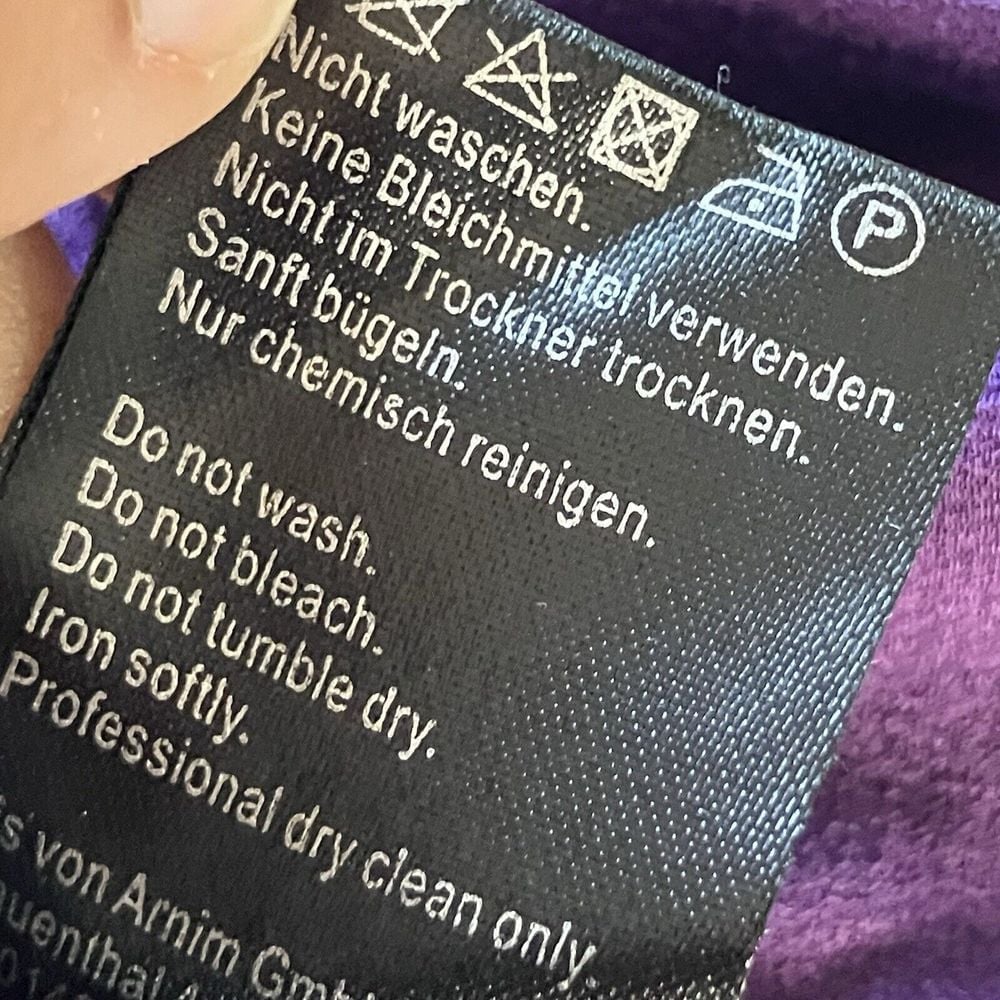 P
Nicht waschen.
Keine Bleichmittel verwenden.
Nicht im Trockner trocknen.
Sanft bügeln.
Nur chemisch reinigen.
Do not wash.
Do not bleach.
Do not tumble dry.
Iron softly.
Professional dry clean only.
von Arnim